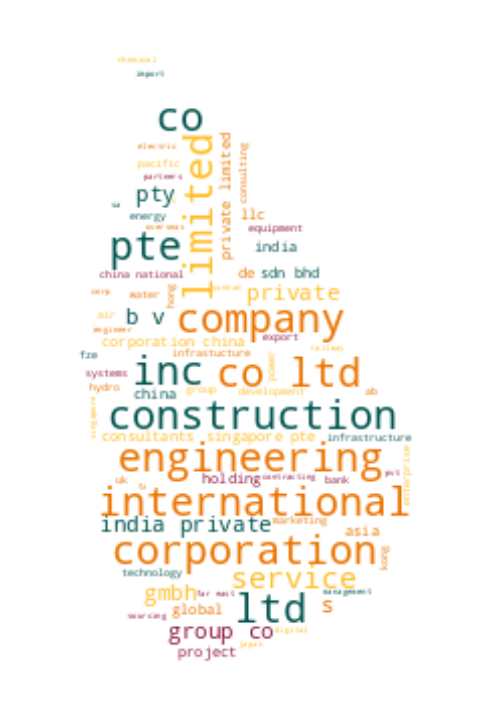 chemical
import
co
electric
limited
private limited
consulting
pacific
partners
pty
sa
energy
llc
overseas
equipment
pte
india
china national
de sdn bhd
corp
water
hong
private
b v
company
air
engineer
corporation china
export
railway
fze
infrastucture
power
systems
inc
co ltd
hydro
china
group
development
ab
singapore
construction
consultants
singapore pte
infrastructure
engineering
enterprise
uk
holding
contracting
bank
pvt
international
india private
marketing
asia
corporation
kong
technology
service
gmbh
far east
management
global
ltd
s
sourcing
group co
digital
project
japan